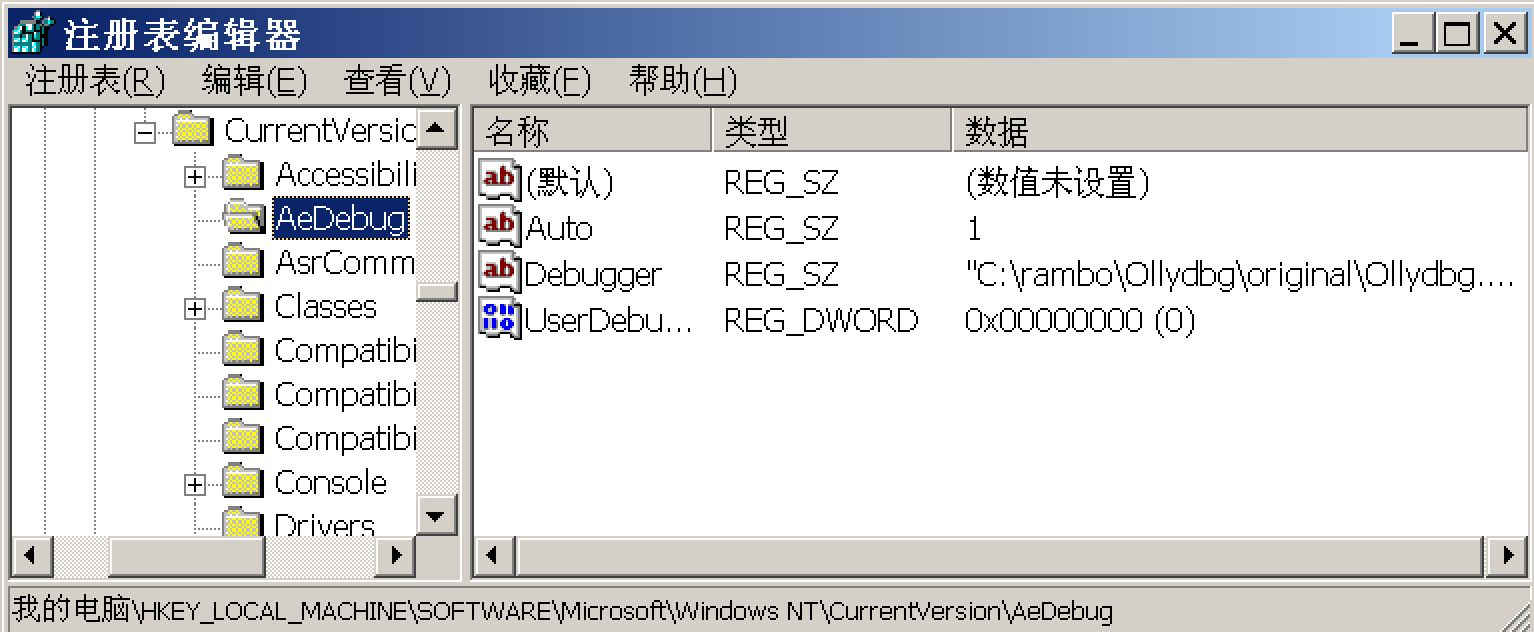 注册表编辑器
注册表(R) 编辑(E) 查看(V) 收藏(F) 帮助(H)
CurrentVersic
Accessibili
AeDebug
AsrComm
Classes
Compatibi
Compatibi
Compatibi
Console
Drivers
名称 类型 数据
(默认) REG_SZ (数值未设置)
Auto REG_SZ 1
Debugger REG_SZ "C:\rambo\Ollydbg\original\Ollydbg....
UserDebu... REG_DWORD 0x00000000 (0)
我的电脑\HKEY_LOCAL_MACHINE\SOFTWARE\Microsoft\Windows NT\CurrentVersion\AeDebug